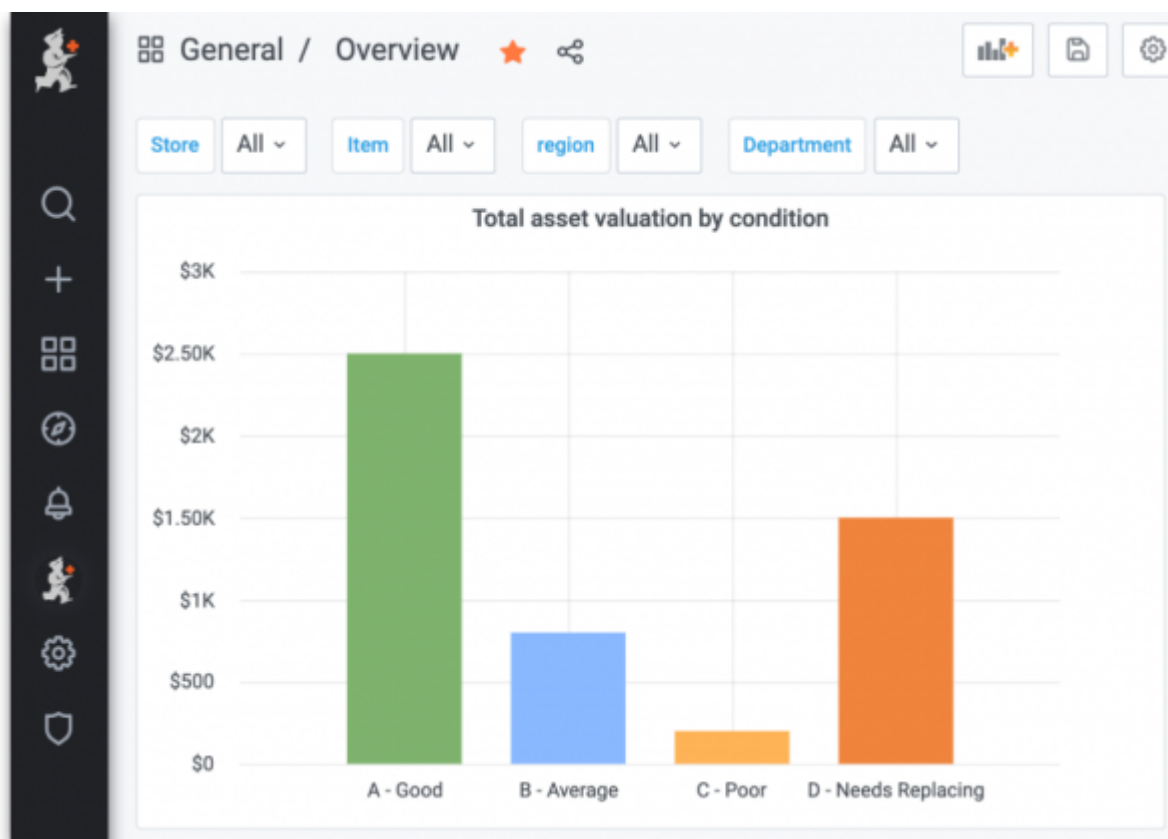 General / Overview
Store All Item All region All Department All
Total asset valuation by condition
$3K
$2.50K
$2K
$1.50K
$1K
$500
$0
A - Good B - Average C - Poor D - Needs Replacing